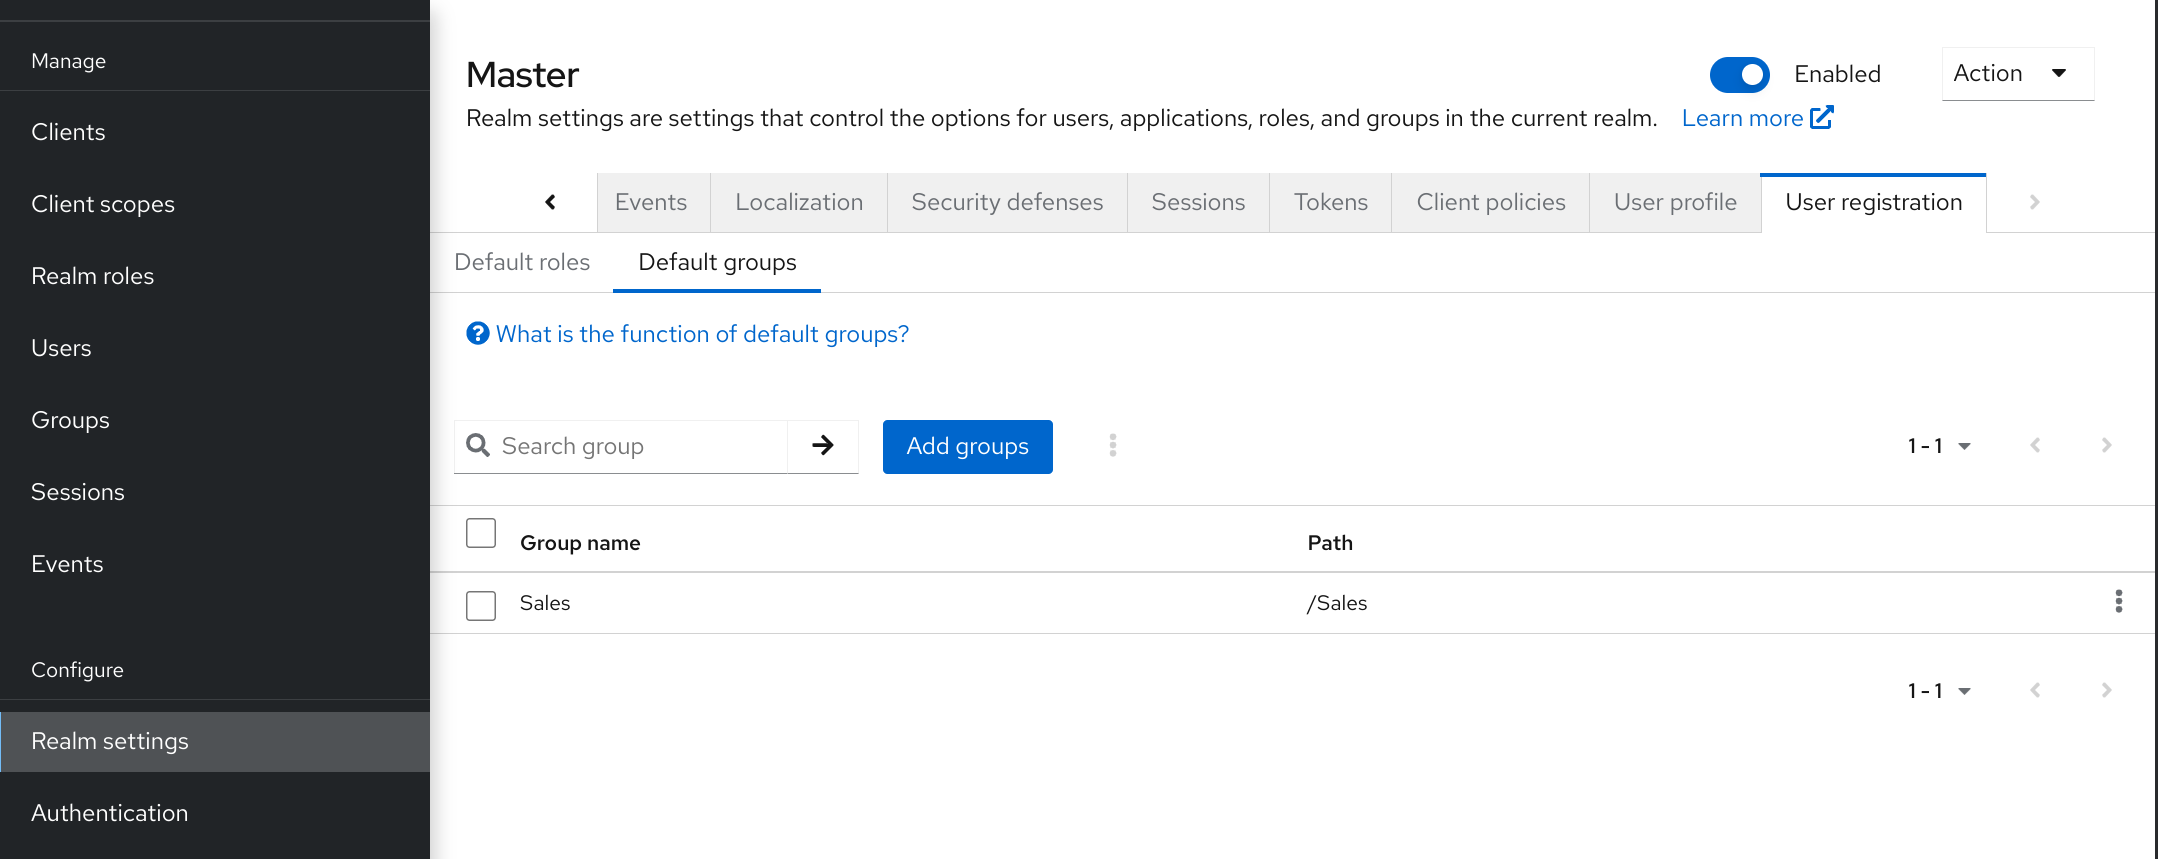 Manage
Clients
Client scopes
Realm roles
Users
Groups
Sessions
Events
Configure
Realm settings
Authentication
Master
Enabled
Action
Realm settings are settings that control the options for users, applications, roles, and groups in the current realm. Learn more
Events Localization Security defenses Sessions Tokens Client policies User profile User registration
Default roles Default groups
What is the function of default groups?
Search group Add groups 1 - 1
Group name Path
Sales /Sales
1 - 1